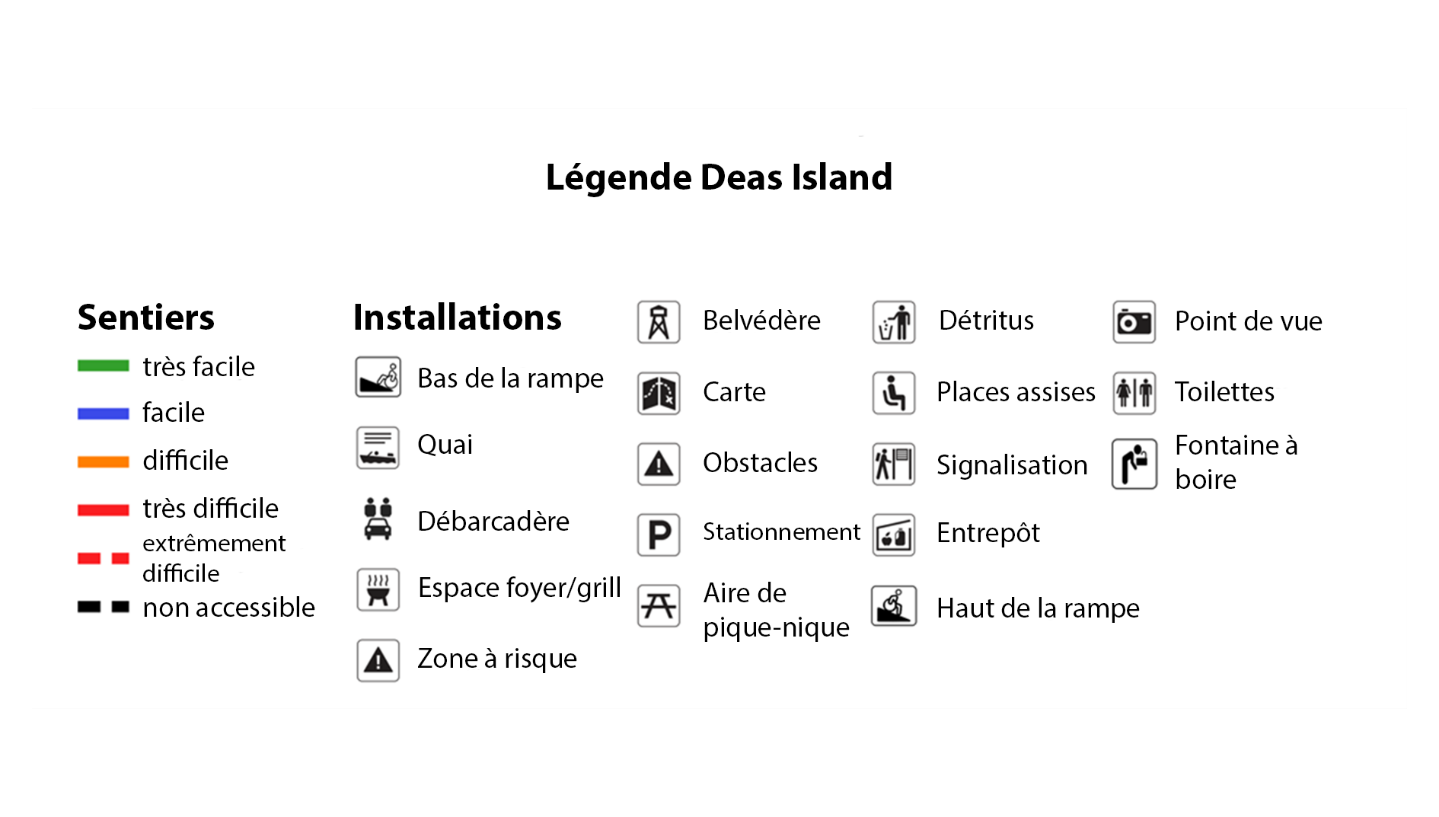 Légende Deas Island
Sentiers
très facile
facile
difficile
très difficile
extrêmement
difficile
non accessible
Installations
Bas de la rampe
Quai
Débarcadère
Espace foyer/grill
Zone à risque
Belvédère
Carte
Obstacles
P
Stationnement
Aire de
pique-nique
Détritus
Places assises
Signalisation
Entrepôt
Haut de la rampe
Point de vue
Toilettes
Fontaine à
boire